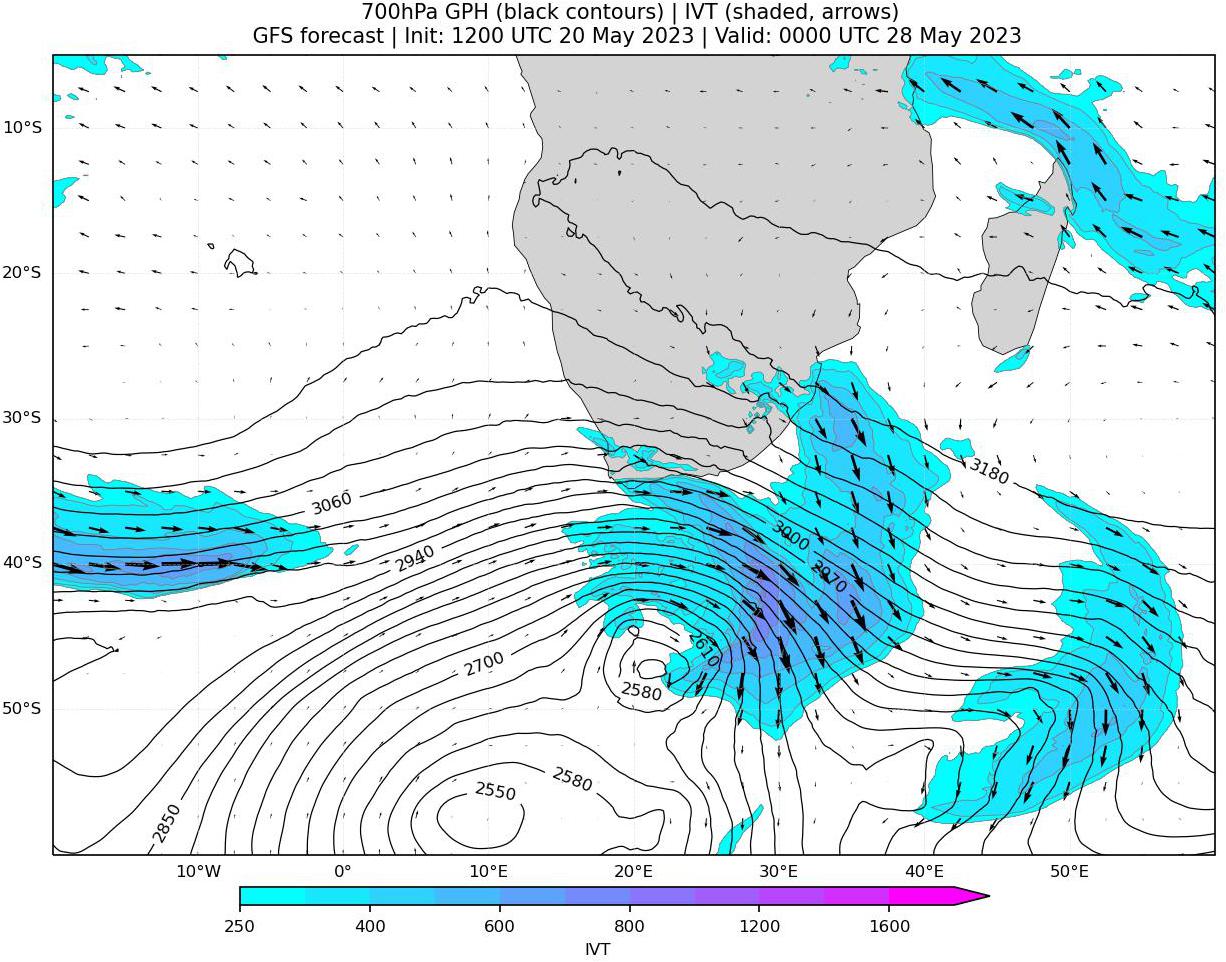 700hPa GPH (black contours) | IVT (shaded, arrows)
GFS forecast | Init: 1200 UTC 20 May 2023 | Valid: 0000 UTC 28 May 2023
10°S
20°S
30°S
3180
3060
3000
40°S
2940
2970
2610
2700
2580
50°S
2580
2550
2850
10°W 0° 10°E 20°E 30°E 40°E 50°E
250 400 600 800 1200 1600
IVT